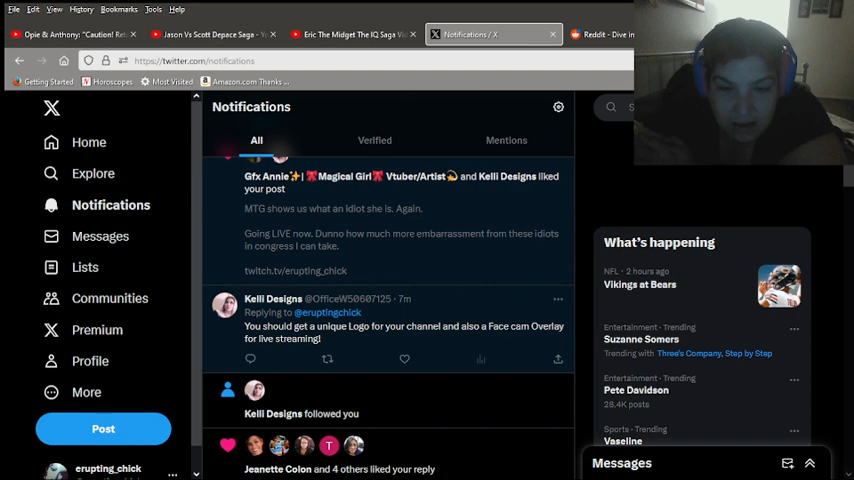 File Edit View History Bookmarks Tools Help
Opie & Anthony: "Caution! Ret
Jason Vs Scott Depace Saga -
Eric The Midget The IQ Saga Vi
Notifications / X
Reddit - Dive in
https://twitter.com/notifications
Getting Started
Horoscopes
Most Visited
Amazon.com Thanks ...
Home
Explore
Notifications
Messages
Lists
Communities
Premium
Profile
More
Post
erupting_chick
Notifications
All
Verified
Mentions
Gfx Annie✨| 🎀Magical Girl🎀 Vtuber/Artist💫 and Kelli Designs liked
your post
MTG shows us what an idiot she is. Again.
Going LIVE now. Dunno how much more embarrassment from these idiots
in congress I can take.
twitch.tv/erupting_chick
Kelli Designs @OfficeW50607125 · 7m
Replying to @eruptingchick
You should get a unique Logo for your channel and also a Face cam Overlay
for live streaming!
Kelli Designs followed you
T
Jeanette Colon and 4 others liked your reply
What's happening
NFL · 2 hours ago
Vikings at Bears
Entertainment · Trending
Suzanne Somers
Trending with Three's Company, Step by Step
Entertainment · Trending
Pete Davidson
28.4K posts
Sports · Trending
Vaseline
Messages